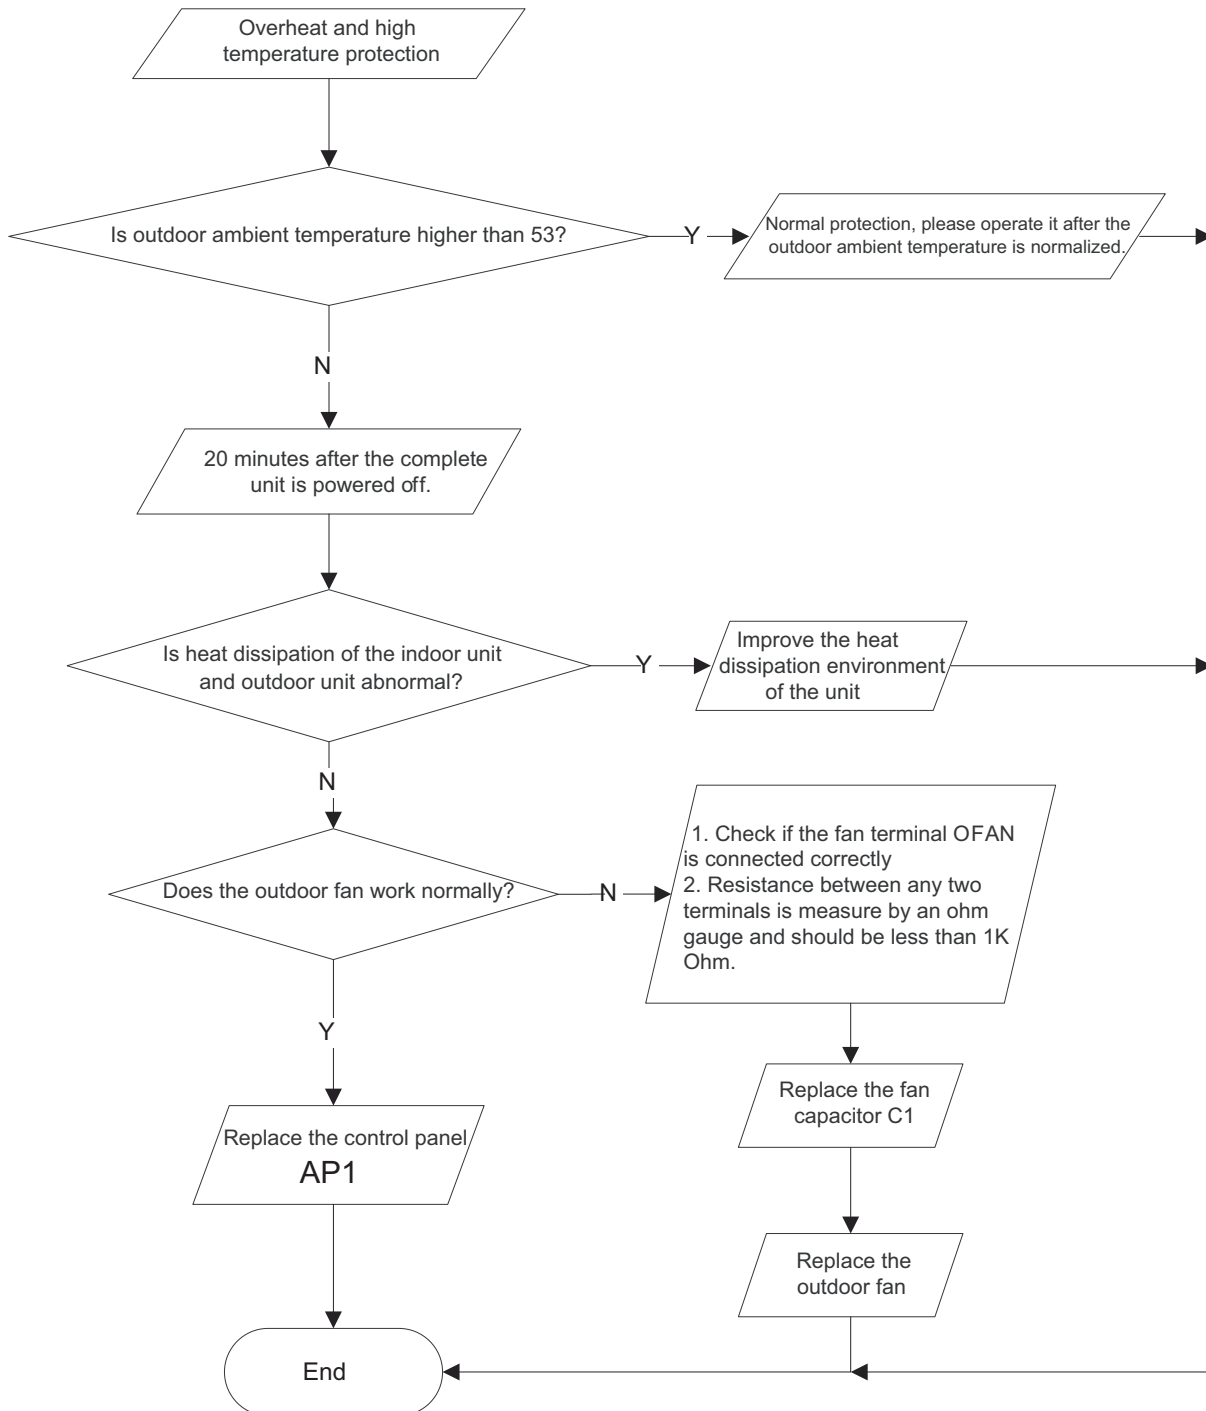 Overheat and high
temperature protection
Is outdoor ambient temperature higher than 53?
Y
Normal protection, please operate it after the
outdoor ambient temperature is normalized.
N
20 minutes after the complete
unit is powered off.
Is heat dissipation of the indoor unit
and outdoor unit abnormal?
Y
Improve the heat
dissipation environment
of the unit
N
Does the outdoor fan work normally?
N
1. Check if the fan terminal OFAN
is connected correctly
2. Resistance between any two
terminals is measure by an ohm
gauge and should be less than 1K
Ohm.
Y
Replace the fan
capacitor C1
Replace the control panel
AP1
Replace the
outdoor fan
End